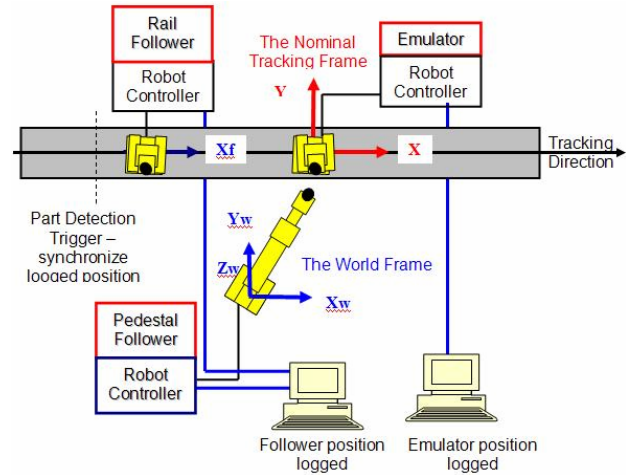 Rail
Follower
Robot
Controller
The Nominal
Tracking Frame
Y
Emulator
Robot
Controller
Xf
X
Tracking
Direction
Part Detection
Trigger –
synchronize
logged position
Yw
Zw
Xw
The World Frame
Pedestal
Follower
Robot
Controller
Follower position
logged
Emulator position
logged